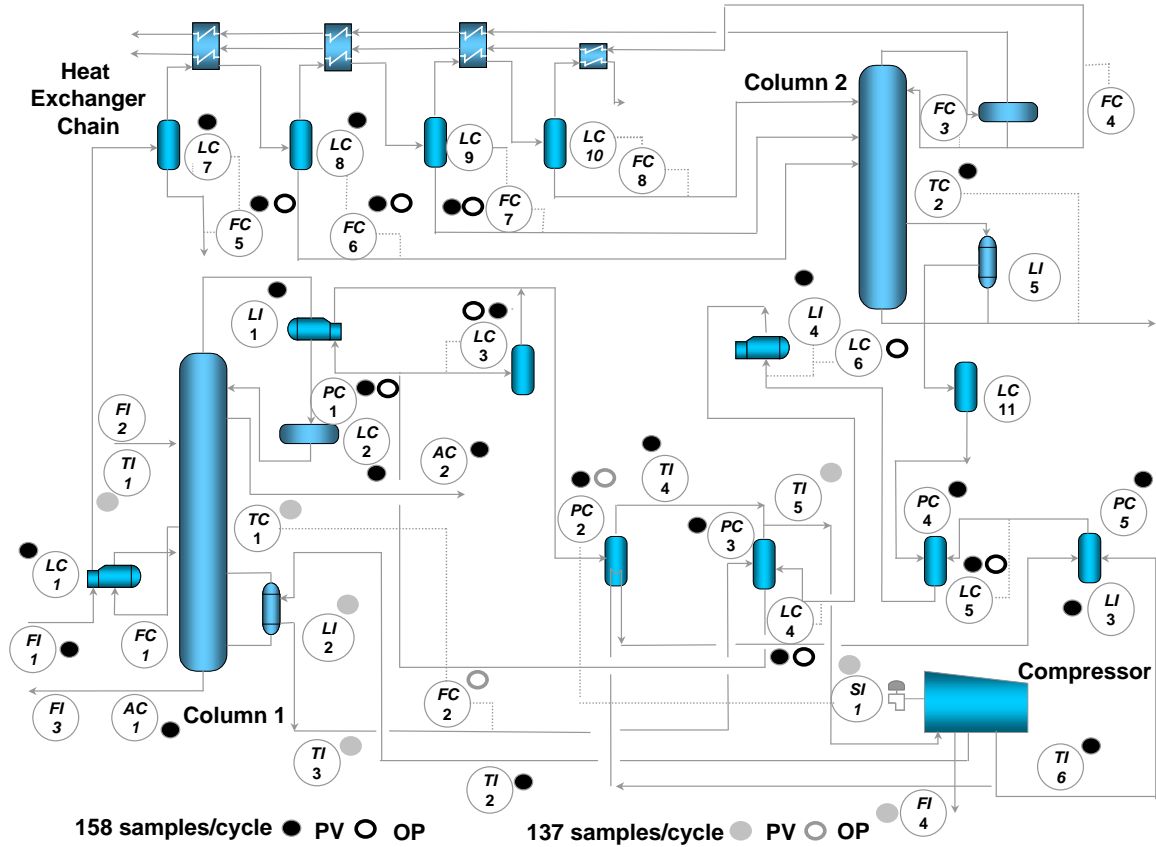 Heat
Exchanger
Chain
Column 2
LC
7
LC
8
LC
9
LC
10
FC
3
FC
4
FC
5
FC
6
FC
7
FC
8
TC
2
LI
5
LI
1
LC
3
LI
4
LC
6
PC
1
LC
2
LC
11
FI
2
TI
1
AC
2
TI
4
TI
5
TC
1
PC
2
PC
3
PC
4
PC
5
LC
1
LC
4
LC
5
LI
3
FI
1
FC
1
LI
2
FI
3
AC
1
Column 1
FC
2
SI
1
Compressor
TI
3
TI
2
TI
6
FI
4
158 samples/cycle PV OP
137 samples/cycle PV OP